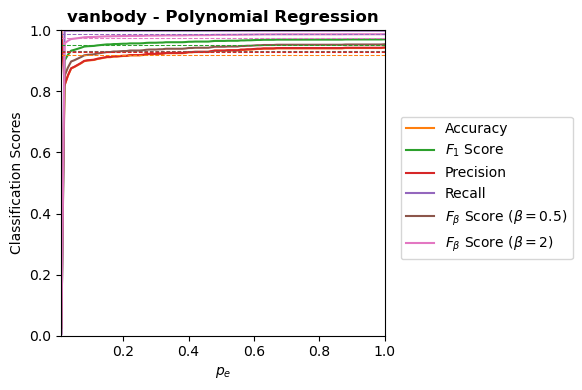 vanbody - Polynomial Regression
Classification Scores
1.0
0.8
0.6
0.4
0.2
0.0
0.2 0.4 0.6 0.8 1.0
pₑ
Accuracy
F₁ Score
Precision
Recall
Fᵦ Score (β = 0.5)
Fᵦ Score (β = 2)